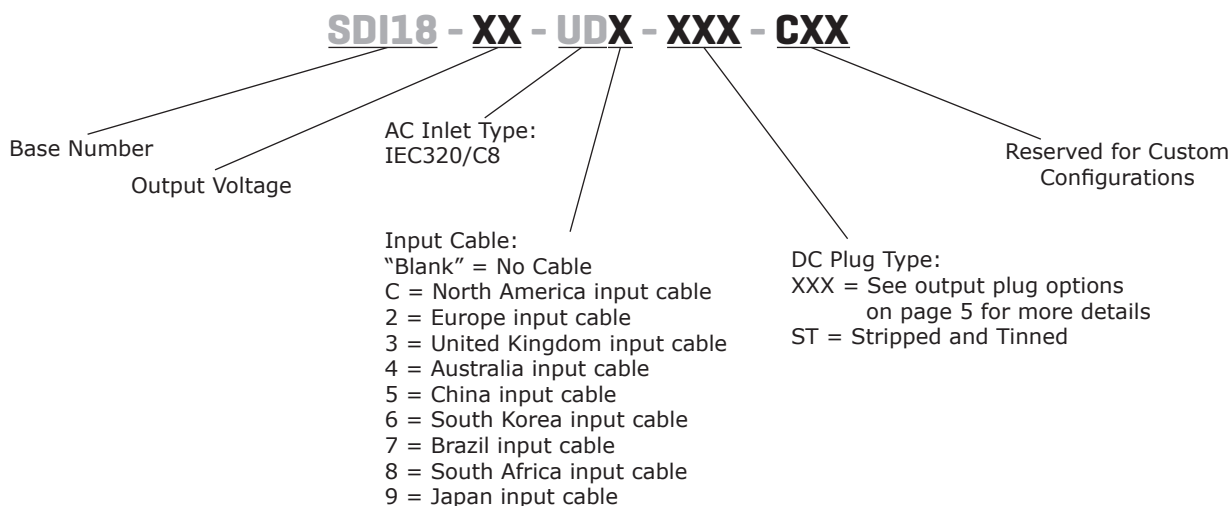 SDI18 - XX - UDX - XXX - CXX
Base Number
Output Voltage
AC Inlet Type:
IEC320/C8
Input Cable:
“Blank” = No Cable
C = North America input cable
2 = Europe input cable
3 = United Kingdom input cable
4 = Australia input cable
5 = China input cable
6 = South Korea input cable
7 = Brazil input cable
8 = South Africa input cable
9 = Japan input cable
DC Plug Type:
XXX = See output plug options
on page 5 for more details
ST = Stripped and Tinned
Reserved for Custom
Configurations